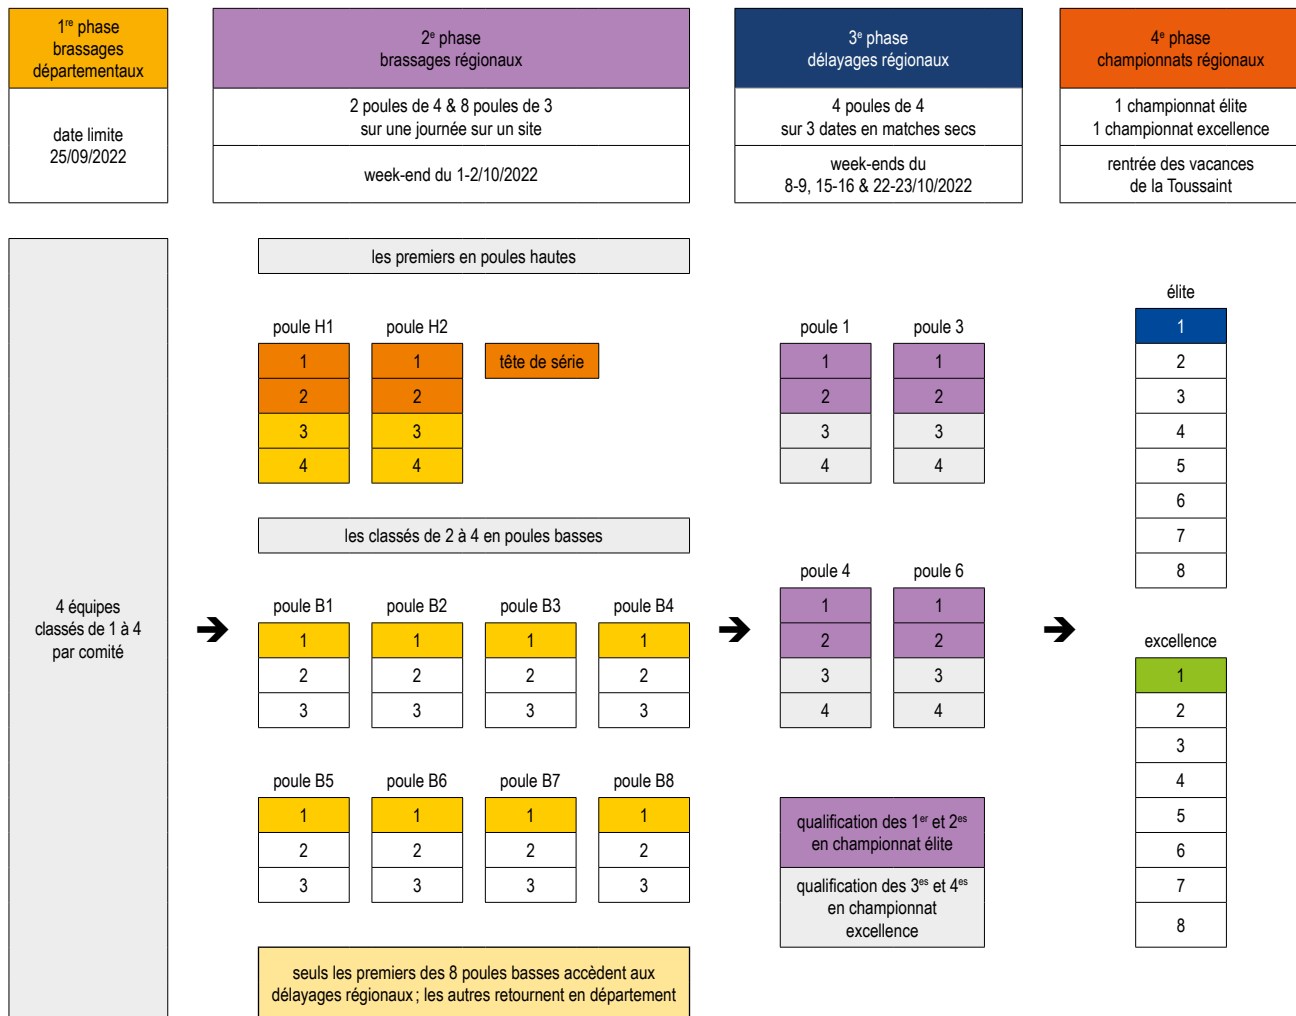 1re phase
brassages
départementaux
date limite
25/09/2022
2e phase
brassages régionaux
2 poules de 4 & 8 poules de 3
sur une journée sur un site
week-end du 1-2/10/2022
3e phase
délayages régionaux
4 poules de 4
sur 3 dates en matches secs
week-ends du
8-9, 15-16 & 22-23/10/2022
4e phase
championnats régionaux
1 championnat élite
1 championnat excellence
rentrée des vacances
de la Toussaint
4 équipes
classés de 1 à 4
par comité
les premiers en poules hautes
poule H1 poule H2
1 1 tête de série
2 2
3 3
4 4
les classés de 2 à 4 en poules basses
poule B1 poule B2 poule B3 poule B4
1 1 1 1
2 2 2 2
3 3 3 3
poule B5 poule B6 poule B7 poule B8
1 1 1 1
2 2 2 2
3 3 3 3
seuls les premiers des 8 poules basses accèdent aux
délayages régionaux ; les autres retournent en département
poule 1 poule 3
1 1
2 2
3 3
4 4
poule 4 poule 6
1 1
2 2
3 3
4 4
qualification des 1er et 2es
en championnat élite
qualification des 3es et 4es
en championnat
excellence
élite
1
2
3
4
5
6
7
8
excellence
1
2
3
4
5
6
7
8